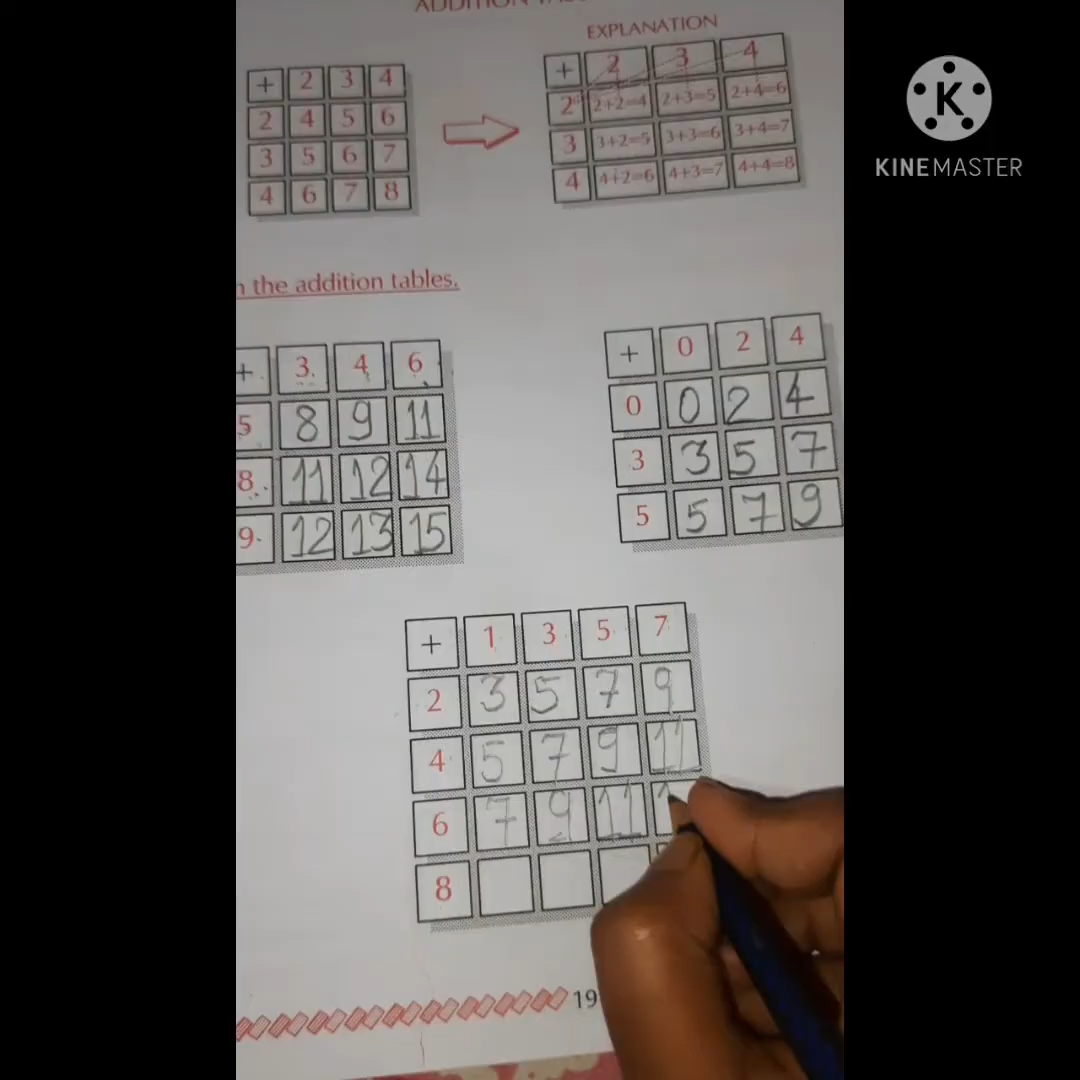 ADDITION
EXPLANATION
+ 2 3 4
2 4 5 6
3 5 6 7
4 6 7 8
+ 2 3 4
2 2+2=4 2+3=5 2+4=6
3 3+2=5 3+3=6 3+4=7
4 4+2=6 4+3=7 4+4=8
KINEMASTER
the addition tables.
+ 3 4 6
5 8 9 11
8 11 12 14
9 12 13 15
+ 0 2 4
0 0 2 4
3 3 5 7
5 5 7 9
+ 1 3 5 7
2 3 5 7 9
4 5 7 9 11
6 7 9 11
8
19